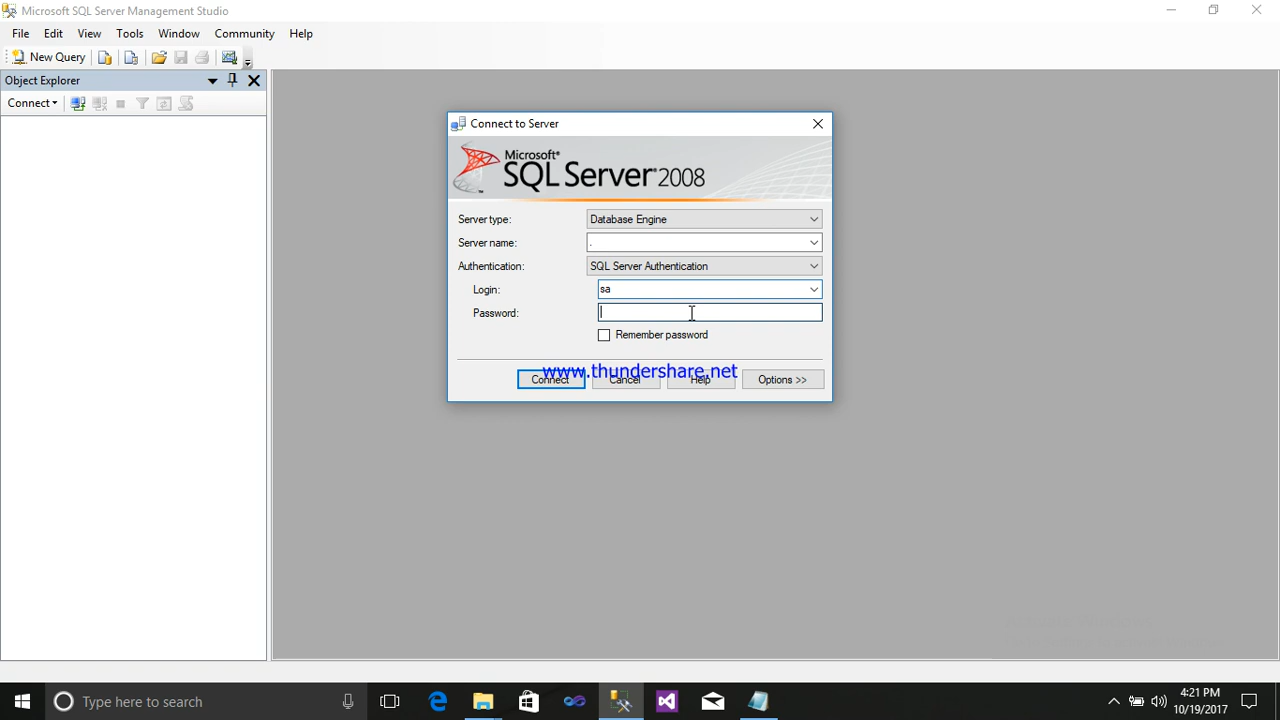 Microsoft SQL Server Management Studio
File Edit View Tools Window Community Help
New Query
Object Explorer
Connect
Connect to Server
Microsoft®
SQL Server® 2008
Server type: Database Engine
Server name: .
Authentication: SQL Server Authentication
Login: sa
Password:
Remember password
www.thundershare.net
Connect Cancel Help Options >>
Type here to search
4:21 PM
10/19/2017